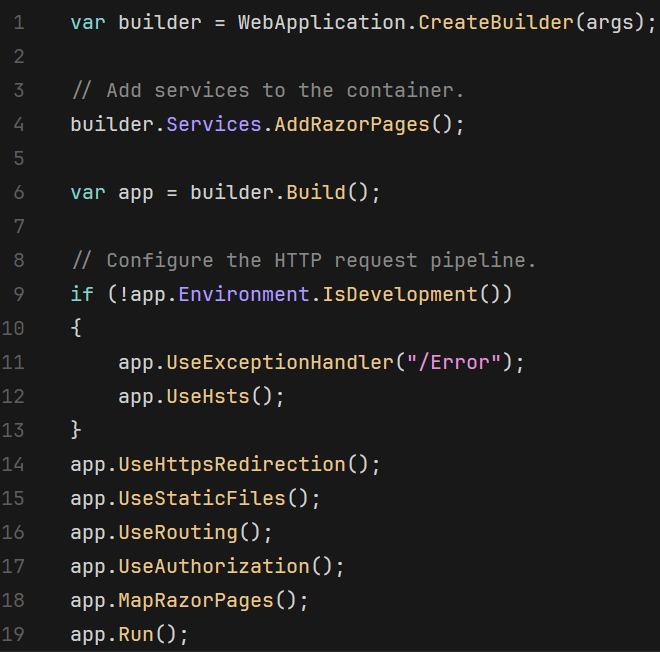 1 var builder = WebApplication.CreateBuilder(args);
2
3 // Add services to the container.
4 builder.Services.AddRazorPages();
5
6 var app = builder.Build();
7
8 // Configure the HTTP request pipeline.
9 if (!app.Environment.IsDevelopment())
10 {
11     app.UseExceptionHandler("/Error");
12     app.UseHsts();
13 }
14 app.UseHttpsRedirection();
15 app.UseStaticFiles();
16 app.UseRouting();
17 app.UseAuthorization();
18 app.MapRazorPages();
19 app.Run();